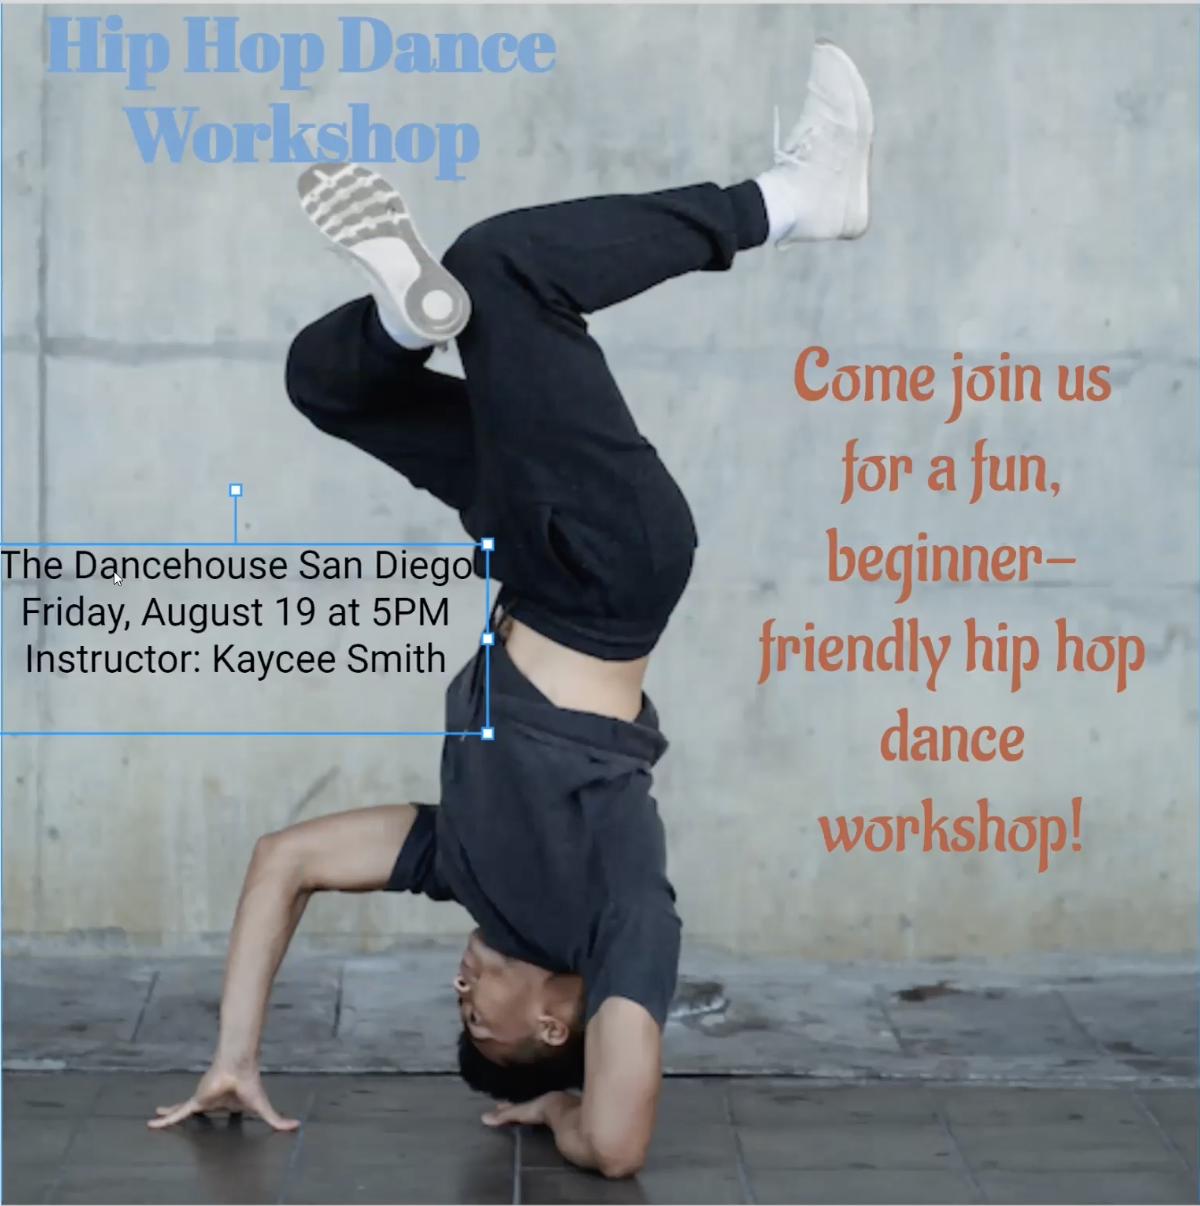 Hip Hop Dance
Workshop
Come join us
for a fun,
beginner–
friendly hip hop
dance
workshop!
The Dancehouse San Diego
Friday, August 19 at 5PM
Instructor: Kaycee Smith